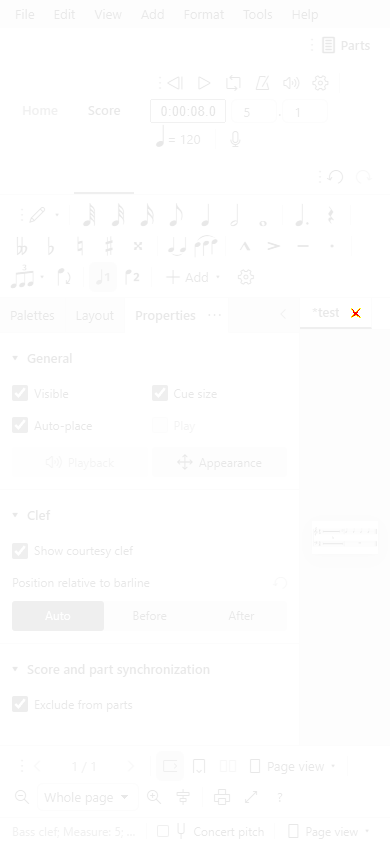 File Edit View Add Format Tools Help
Parts
Home Score 0:00:08.0 5 . 1
= 120
3 1 2 Add
Palettes Layout Properties *test
General
Visible Cue size
Auto-place Play
Playback Appearance
Clef
Show courtesy clef
Position relative to barline
Auto Before After
Score and part synchronization
Exclude from parts
1 / 1 Page view
Whole page ?
Bass clef; Measure: 5; ... Concert pitch Page view